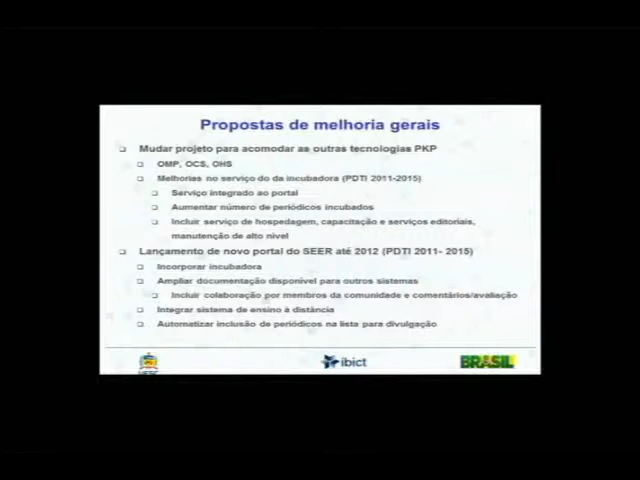 Propostas de melhoria gerais
Mudar projeto para acomodar as outras tecnologias PKP
OMP, OCS, OHS
Melhorias no serviço do da incubadora (PDTI 2011-2015)
Serviço integrado ao portal
Aumentar número de periódicos incubados
Incluir serviço de hospedagem, capacitação e serviços editoriais,
manutenção de alto nível
Lançamento de novo portal do SEER até 2012 (PDTI 2011- 2015)
Incorporar incubadora
Ampliar documentação disponível para outros sistemas
Incluir colaboração por membros da comunidade e comentários/avaliação
Integrar sistema de ensino à distância
Automatizar inclusão de periódicos na lista para divulgação
UFSC
ibict
BRASIL